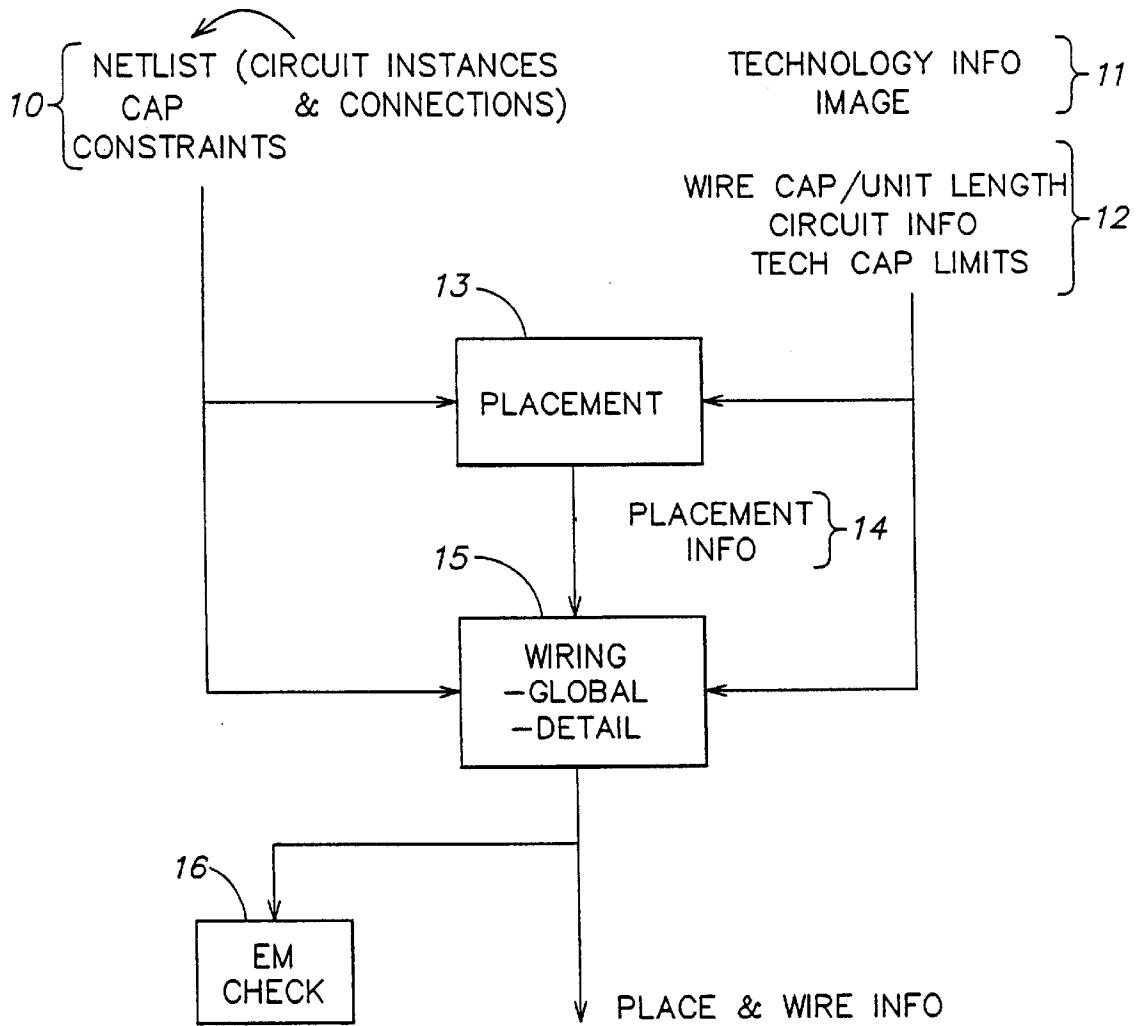 NETLIST (CIRCUIT INSTANCES
& CONNECTIONS)
CAP
CONSTRAINTS
10
TECHNOLOGY INFO
IMAGE
11
WIRE CAP/UNIT LENGTH
CIRCUIT INFO
TECH CAP LIMITS
12
13
PLACEMENT
PLACEMENT
INFO
14
15
WIRING
-GLOBAL
-DETAIL
16
EM
CHECK
PLACE & WIRE INFO